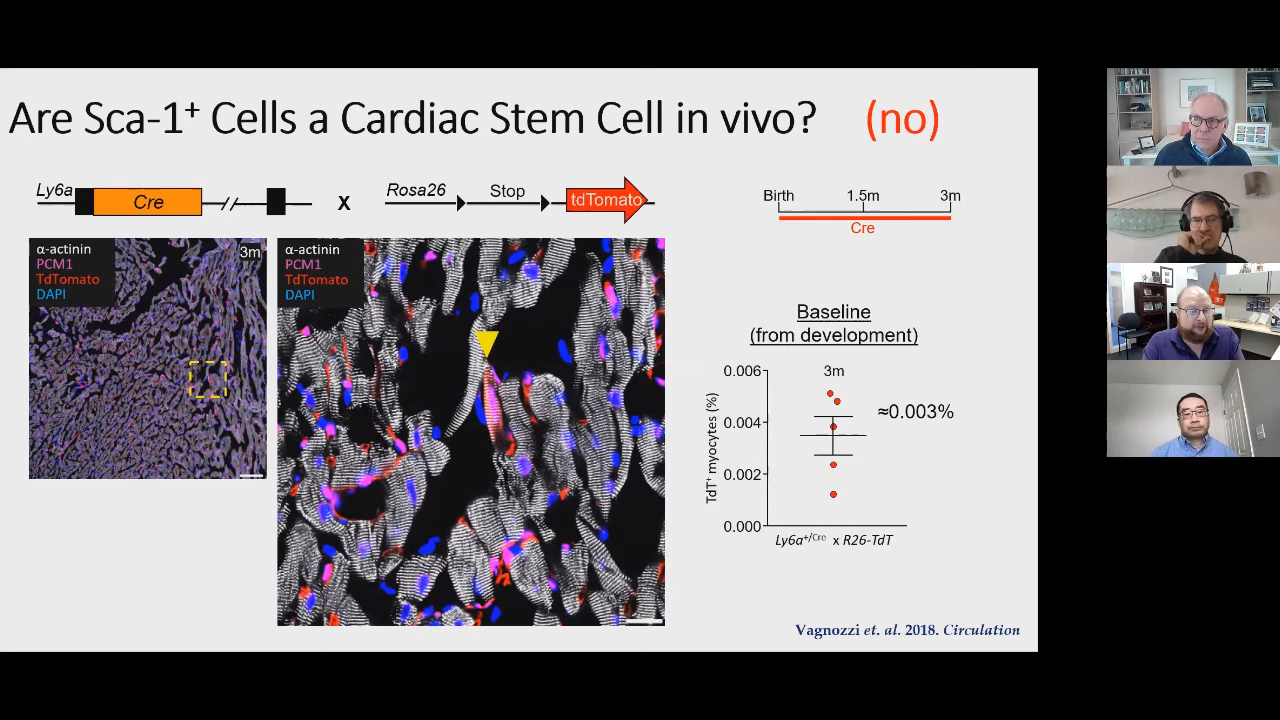 Are Sca-1⁺ Cells a Cardiac Stem Cell in vivo? (no)
Ly6a
Cre
x
Rosa26
Stop
tdTomato
Birth 1.5m 3m
Cre
α-actinin
PCM1
TdTomato
DAPI
3m
α-actinin
PCM1
TdTomato
DAPI
Baseline
(from development)
3m
≈0.003%
TdT⁺ myocytes (%)
0.006
0.004
0.002
0.000
Ly6a⁺/ᶜʳᵉ x R26-TdT
Vagnozzi et. al. 2018. Circulation